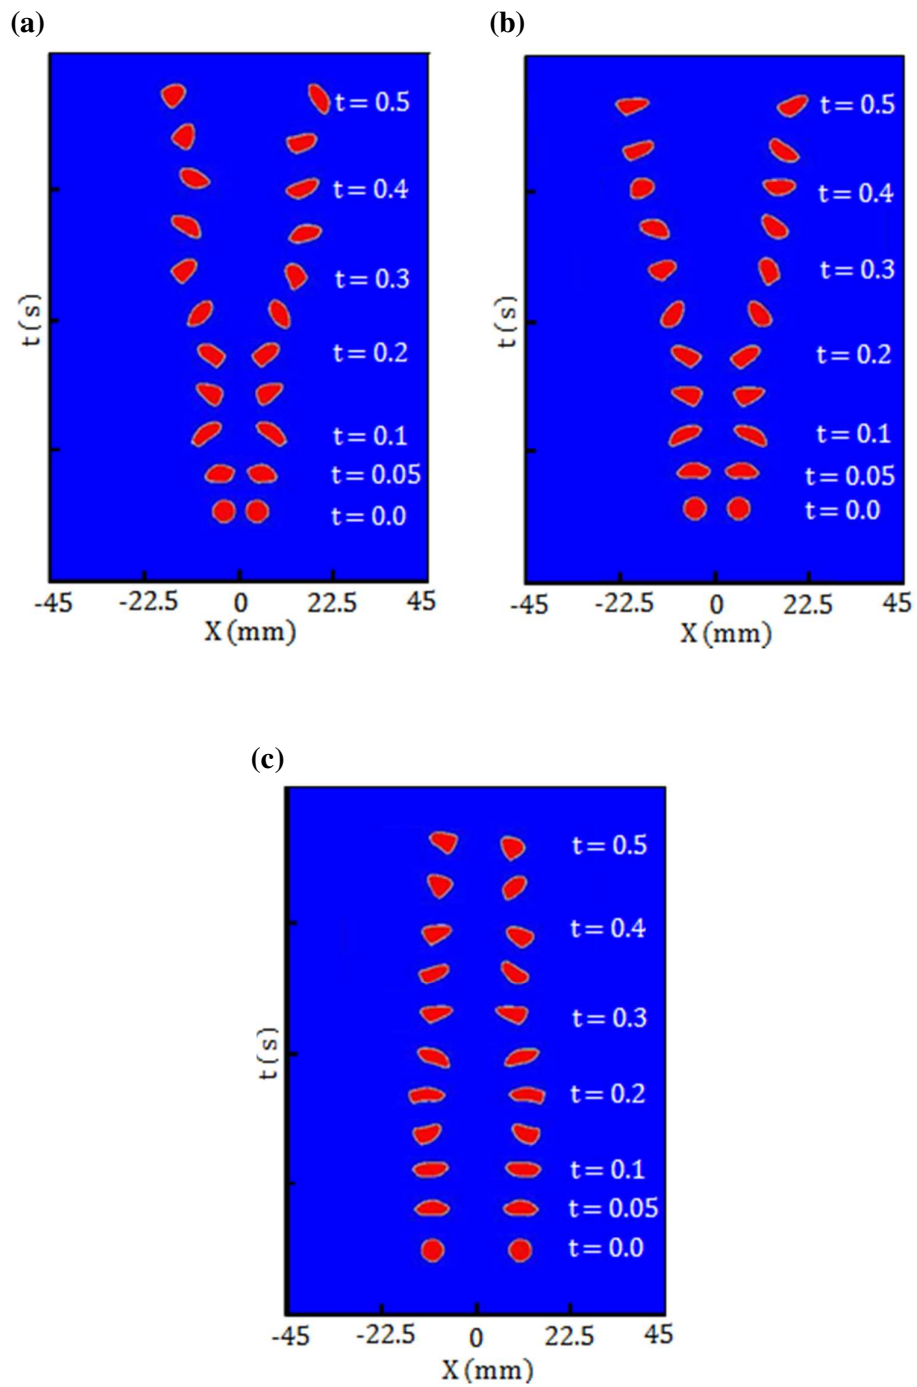 (a)
t = 0.5
t = 0.4
t = 0.3
t = 0.2
t = 0.1
t = 0.05
t = 0.0
t (s)
-45 -22.5 0 22.5 45
X (mm)
(b)
t = 0.5
t = 0.4
t = 0.3
t = 0.2
t = 0.1
t = 0.05
t = 0.0
t (s)
-45 -22.5 0 22.5 45
X (mm)
(c)
t = 0.5
t = 0.4
t = 0.3
t = 0.2
t = 0.1
t = 0.05
t = 0.0
t (s)
-45 -22.5 0 22.5 45
X (mm)